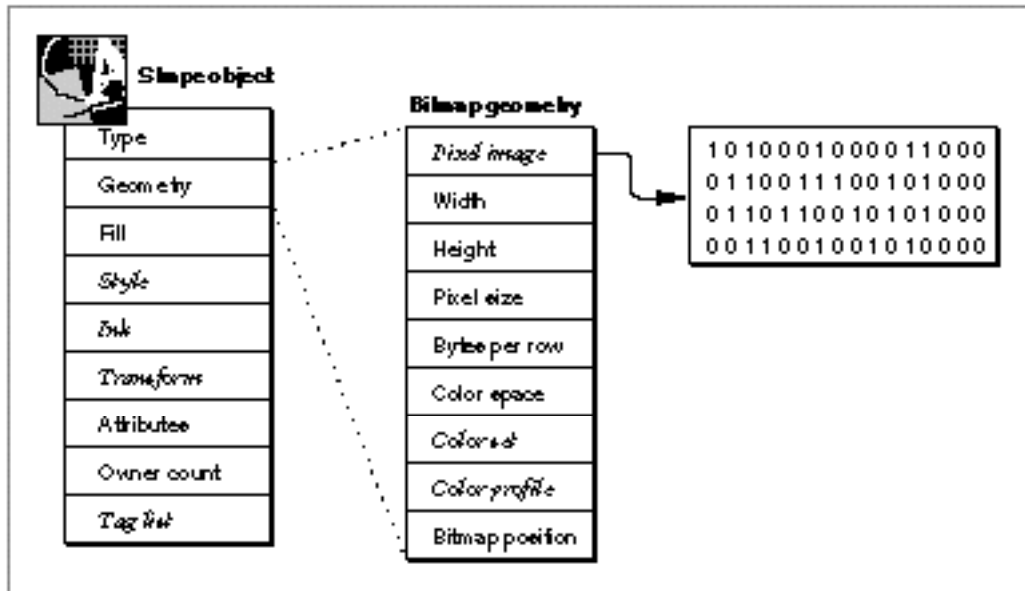 Shape object
Type
Geometry
Fill
Style
Ink
Transform
Attributes
Owner count
Tag list
Bitmap geometry
Pixel image
Width
Height
Pixel size
Bytes per row
Color space
Color set
Color profile
Bitmap position
1 0 1 0 0 0 1 0 0 0 0 1 1 0 0 0
0 1 1 0 0 1 1 1 0 0 1 0 1 0 0 0
0 1 1 0 1 1 0 0 1 0 1 0 1 0 0 0
0 0 1 1 0 0 1 0 0 1 0 1 0 0 0 0